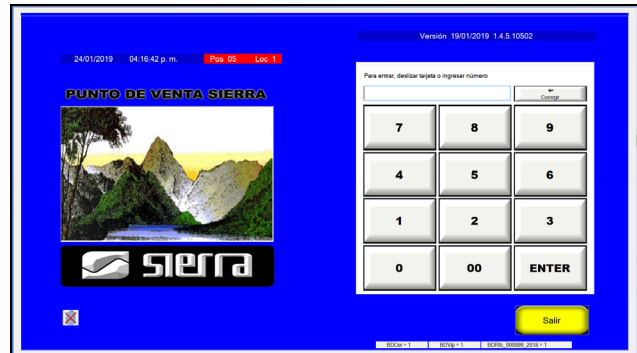 Versión 19/01/2019 1.4.5.10502
24/01/2019 04:16:42 p. m. Pos 05 Loc 1
PUNTO DE VENTA SIERRA
Para entrar, deslizar tarjeta o ingresar número
Corregir
7 8 9
4 5 6
1 2 3
0 00 ENTER
sierra
Salir
BDCel = 1 BDVip = 1 BDRN_000999_2018 = 1